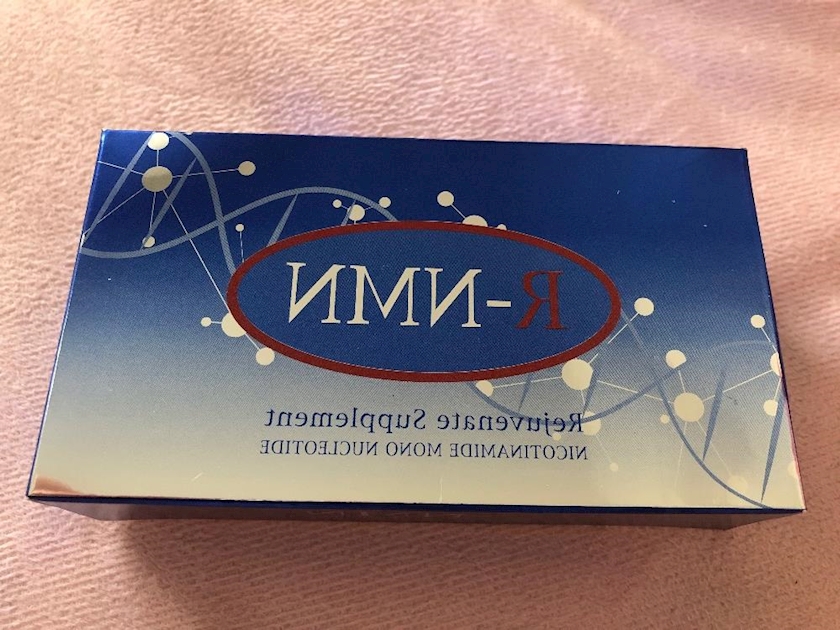 R-NMN
Rejuvenate Supplement
NICOTINAMIDE MONO NUCLEOTIDE